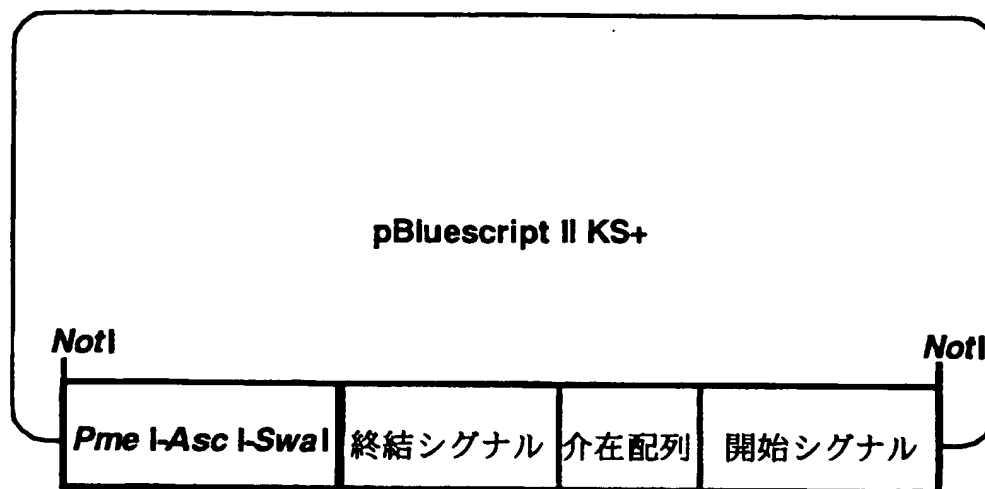 pBluescript II KS+
NotI
NotI
Pme I-Asc I-SwaI
終結シグナル
介在配列
開始シグナル